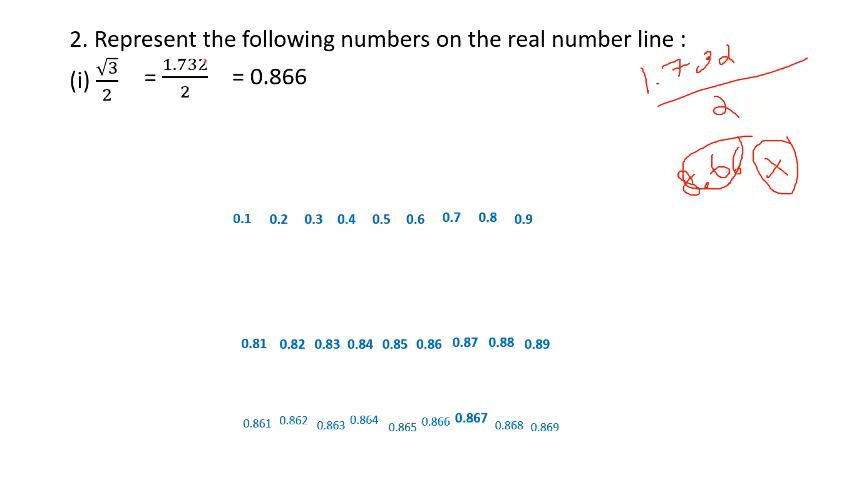 2. Represent the following numbers on the real number line :
(i) √3/2 = 1.732/2 = 0.866
1.732
2
8.66 x
0.1 0.2 0.3 0.4 0.5 0.6 0.7 0.8 0.9
0.81 0.82 0.83 0.84 0.85 0.86 0.87 0.88 0.89
0.861 0.862 0.863 0.864 0.865 0.866 0.867 0.868 0.869